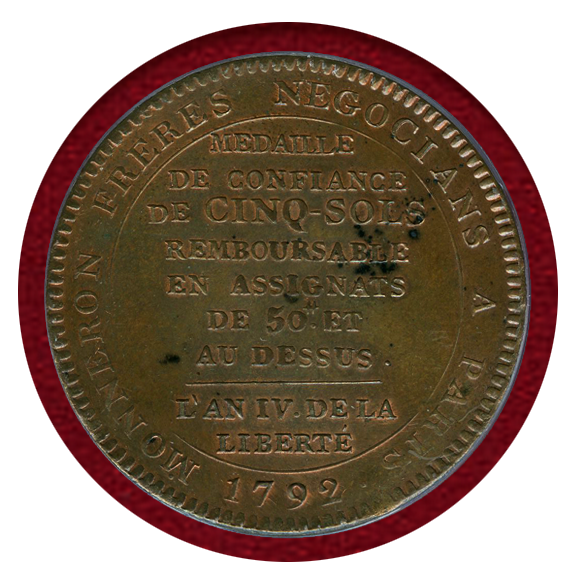 MONNERON FRERES NEGOCIANS A PARIS
MEDAILLE
DE CONFIANCE
DE CINQ-SOLS
REMBOURSABLE
EN ASSIGNATS
DE 50# ET
AU DESSUS .
L'AN IV. DE LA
LIBERTÉ
1792.